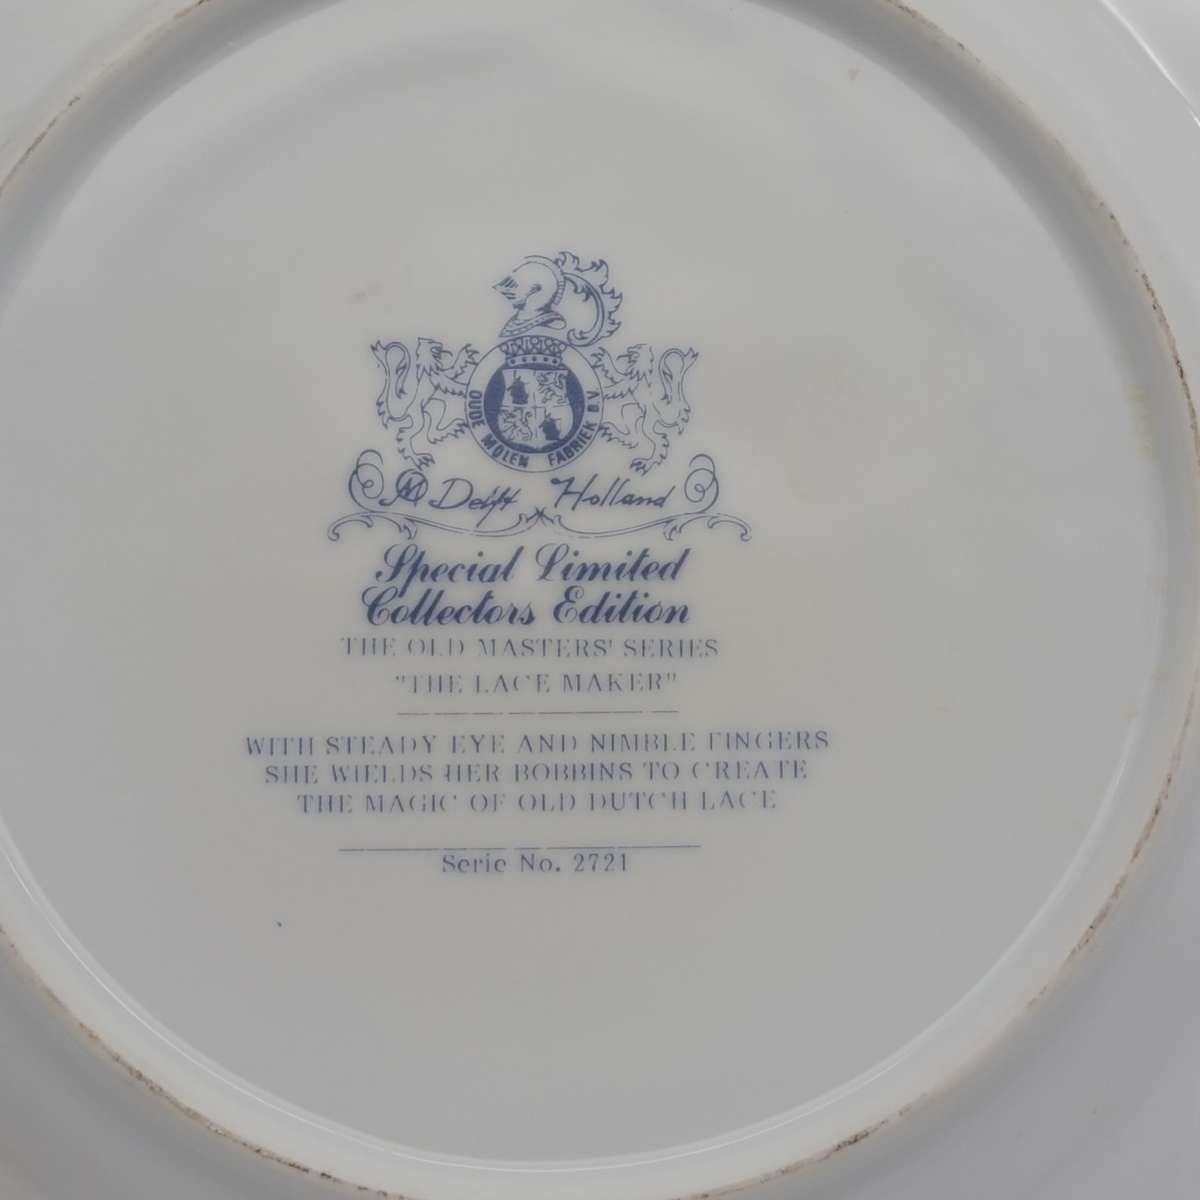 OUDE MOLEN FABRIEK B.V.
OM Delft Holland
Special Limited
Collectors Edition
THE OLD MASTERS' SERIES
"THE LACE MAKER"
WITH STEADY EYE AND NIMBLE FINGERS
SHE WIELDS HER BOBBINS TO CREATE
THE MAGIC OF OLD DUTCH LACE
Serie No. 2721